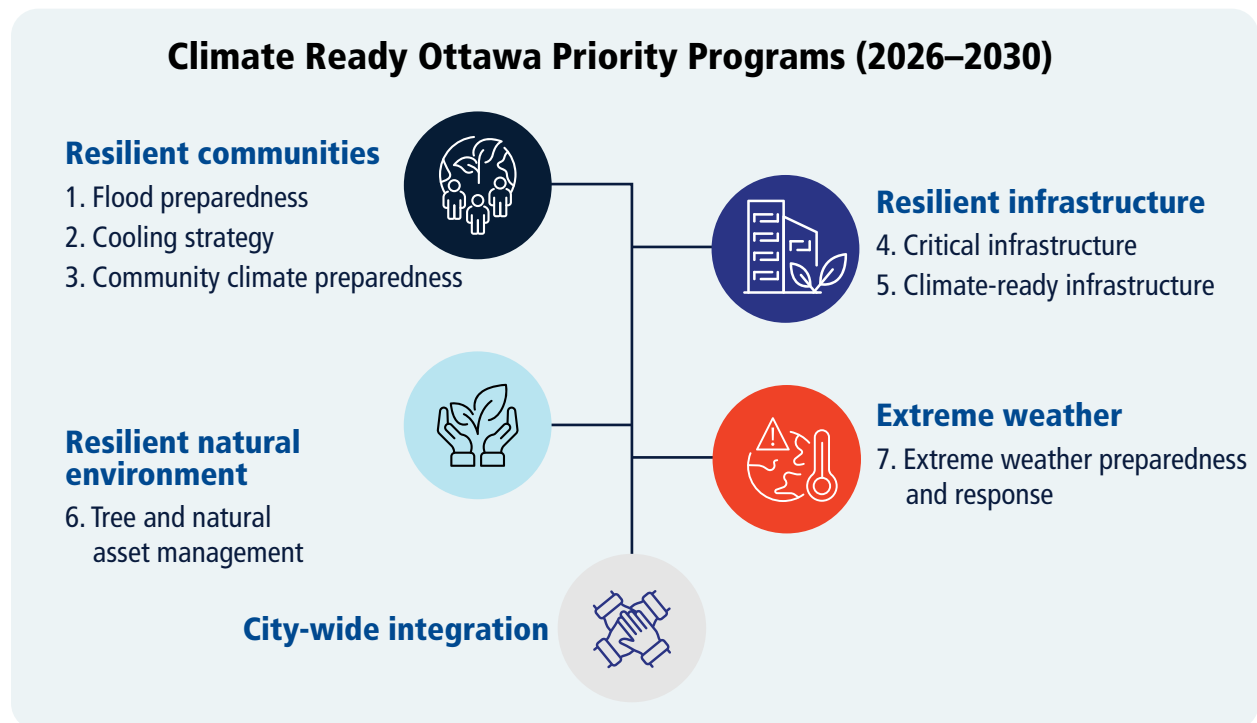 Climate Ready Ottawa Priority Programs (2026–2030)
Resilient communities
1. Flood preparedness
2. Cooling strategy
3. Community climate preparedness
Resilient infrastructure
4. Critical infrastructure
5. Climate-ready infrastructure
Resilient natural
environment
6. Tree and natural
asset management
Extreme weather
7. Extreme weather preparedness
and response
City-wide integration